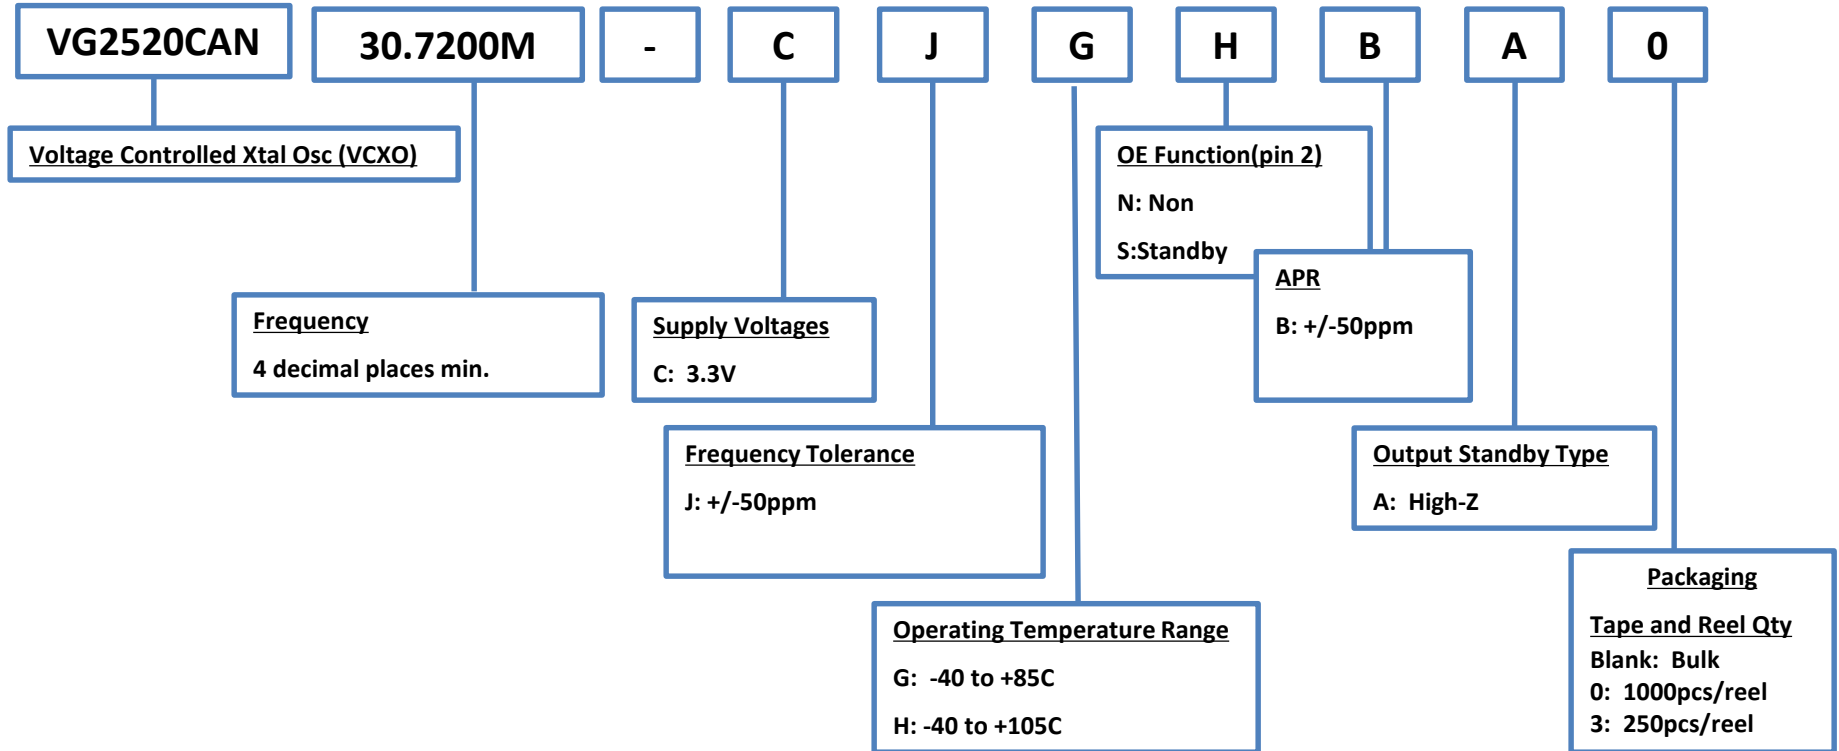 VG2520CAN 30.7200M - C J G H B A 0
Voltage Controlled Xtal Osc (VCXO)
OE Function(pin 2)
N: Non
S:Standby
APR
B: +/-50ppm
Frequency
4 decimal places min.
Supply Voltages
C: 3.3V
Frequency Tolerance
J: +/-50ppm
Output Standby Type
A: High-Z
Operating Temperature Range
G: -40 to +85C
H: -40 to +105C
Packaging
Tape and Reel Qty
Blank: Bulk
0: 1000pcs/reel
3: 250pcs/reel